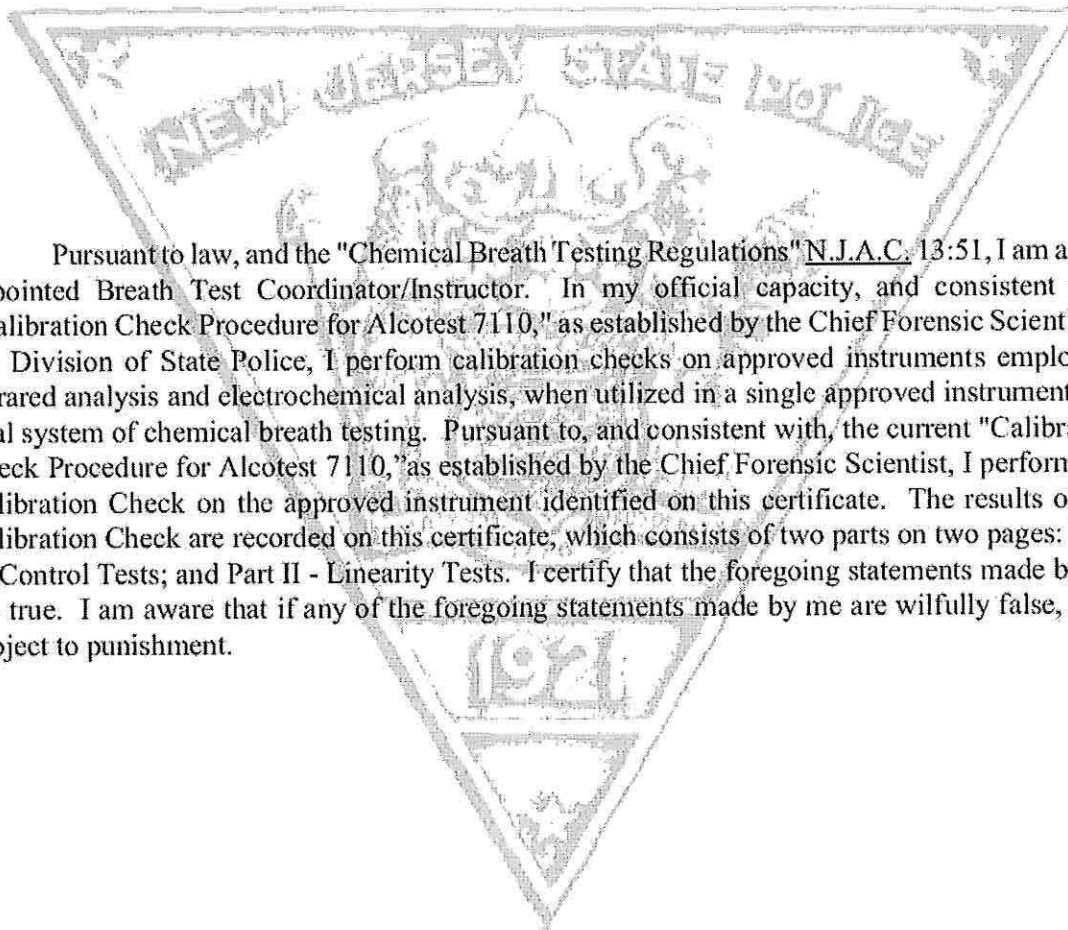 NEW JERSEY STATE POLICE
Pursuant to law, and the "Chemical Breath Testing Regulations" N.J.A.C. 13:51, I am a
pointed Breath Test Coordinator/Instructor. In my official capacity, and consistent
alibration Check Procedure for Alcotest 7110," as established by the Chief Forensic Scient
Division of State Police, I perform calibration checks on approved instruments emplo
rared analysis and electrochemical analysis, when utilized in a single approved instrument
al system of chemical breath testing. Pursuant to, and consistent with, the current "Calibra
eck Procedure for Alcotest 7110," as established by the Chief Forensic Scientist, I perform
libration Check on the approved instrument identified on this certificate. The results o
libration Check are recorded on this certificate, which consists of two parts on two pages:
Control Tests; and Part II - Linearity Tests. I certify that the foregoing statements made b
true. I am aware that if any of the foregoing statements made by me are wilfully false,
ject to punishment.
1921